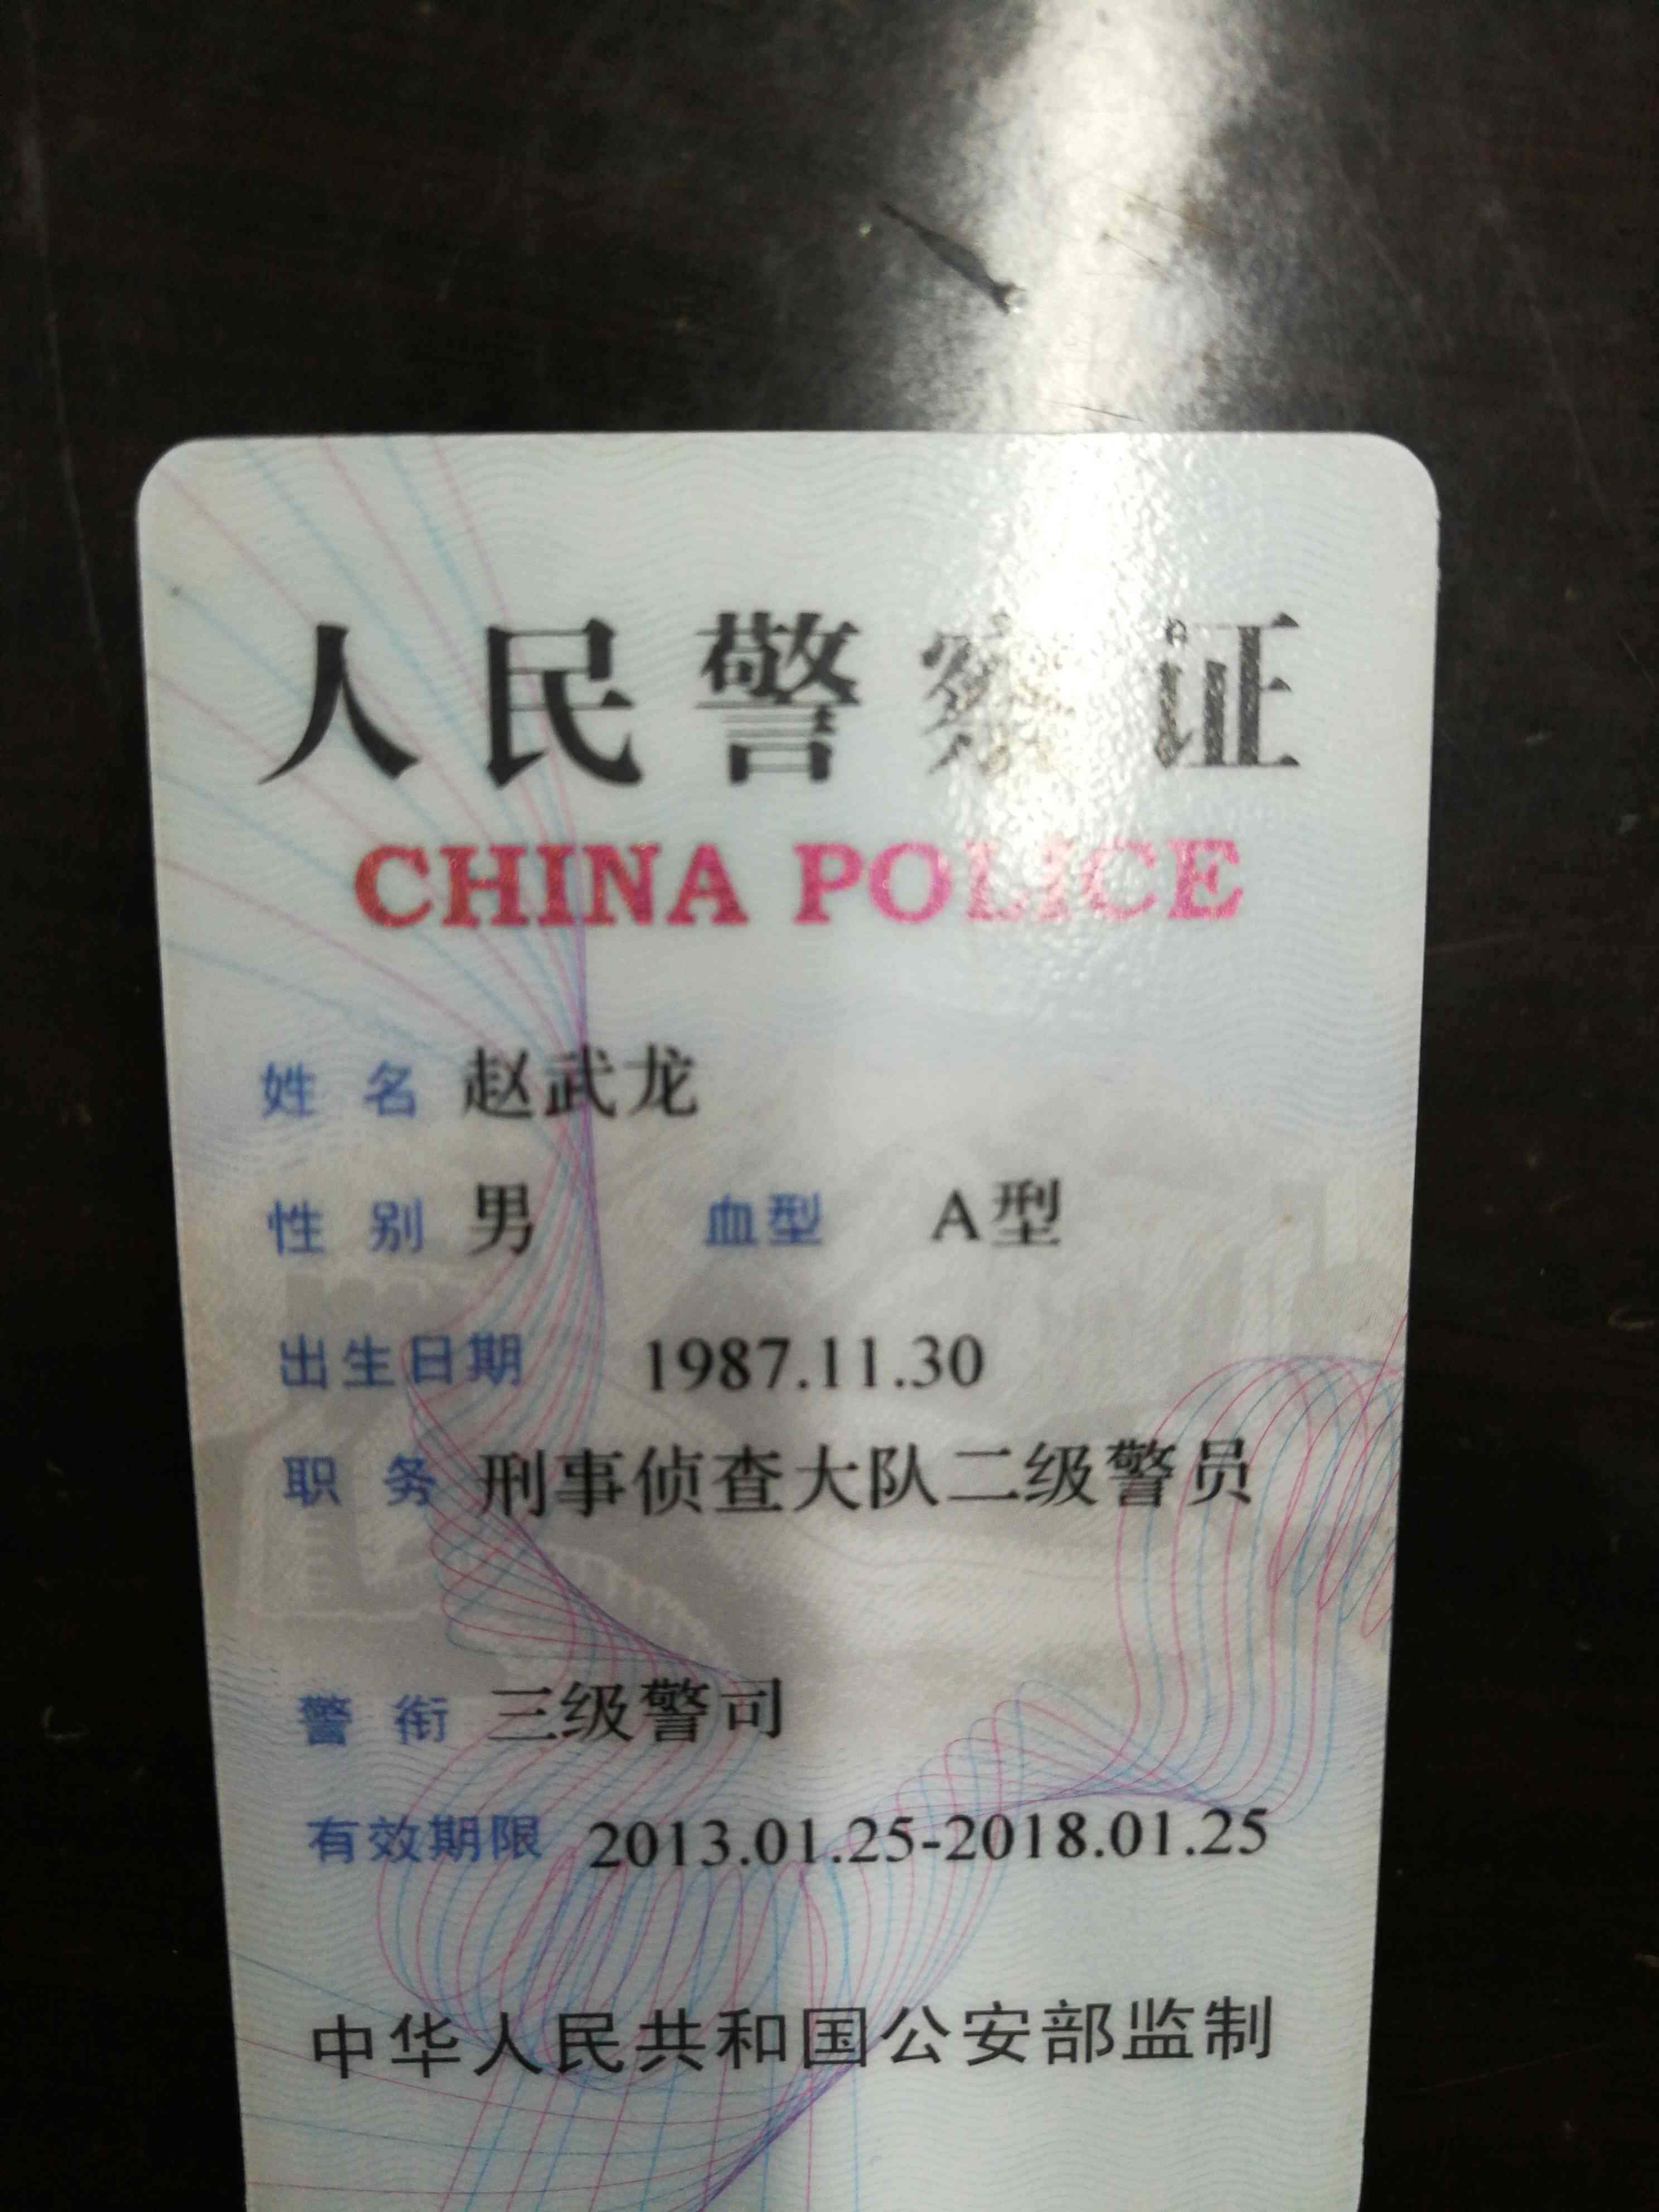 人民警察证
CHINA POLICE
姓 名 赵武龙
性 别 男 血型 A型
出生日期 1987.11.30
职 务 刑事侦查大队二级警员
警 衔 三级警司
有效期限 2013.01.25-2018.01.25
中华人民共和国公安部监制